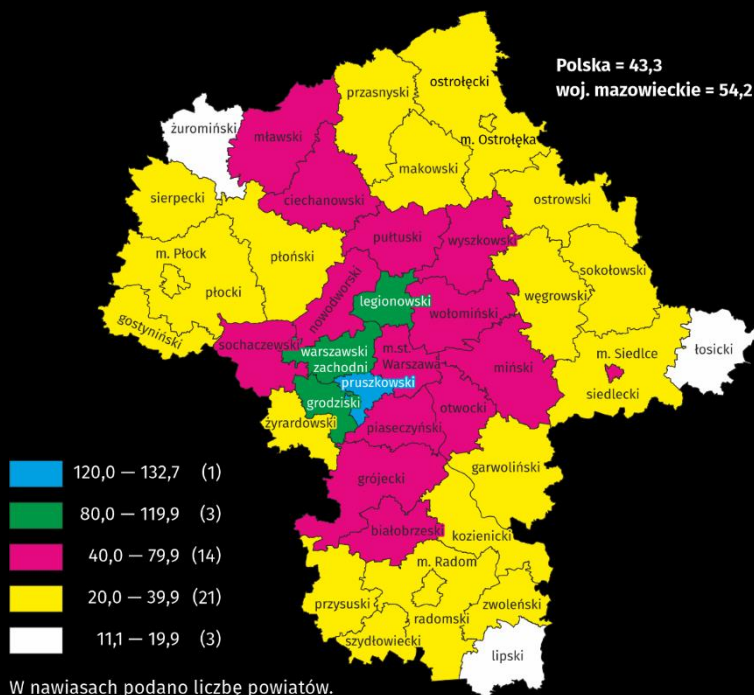 Polska = 43,3
woj. mazowieckie = 54,2
ostrołęcki
przasnyski
żuromiński
mławski
m. Ostrołęka
makowski
ciechanowski
sierpecki
ostrowski
pułtuski
wyszkowski
m. Płock
płoński
sokołowski
płocki
nowodworski
legionowski
węgrowski
gostyniński
wołomiński
sochaczewski
warszawski
zachodni
m.st.
Warszawa
miński
m. Siedlce
łosicki
pruszkowski
siedlecki
grodziski
otwocki
żyrardowski
piaseczyński
garwoliński
grójecki
białobrzeski
kozienicki
m. Radom
przysuski
zwoleński
radomski
szydłowiecki
lipski
120,0 — 132,7 (1)
80,0 — 119,9 (3)
40,0 — 79,9 (14)
20,0 — 39,9 (21)
11,1 — 19,9 (3)
W nawiasach podano liczbę powiatów.